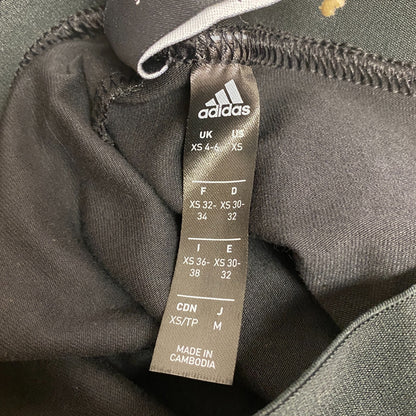 adidas
UK US
XS 4-6 XS
F D
XS 32- XS 30-
34 32
I E
XS 36- XS 30-
38 32
CDN J
XS/TP M
MADE IN
CAMBODIA